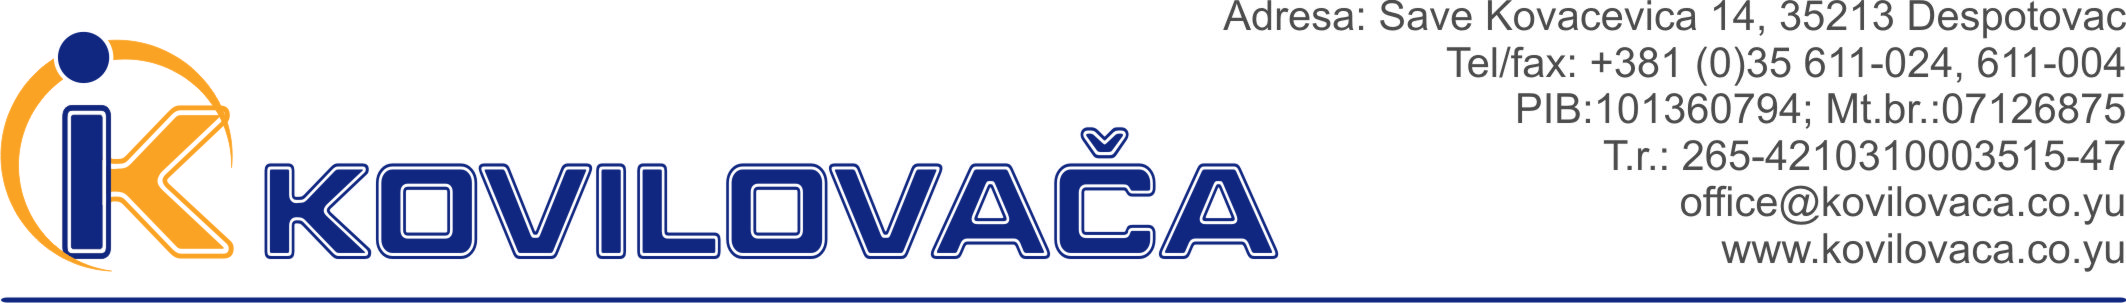 iK KOVILOVAČA
Adresa: Save Kovacevica 14, 35213 Despotovac
Tel/fax: +381 (0)35 611-024, 611-004
PIB:101360794; Mt.br.:07126875
T.r.: 265-4210310003515-47
office@kovilovaca.co.yu
www.kovilovaca.co.yu